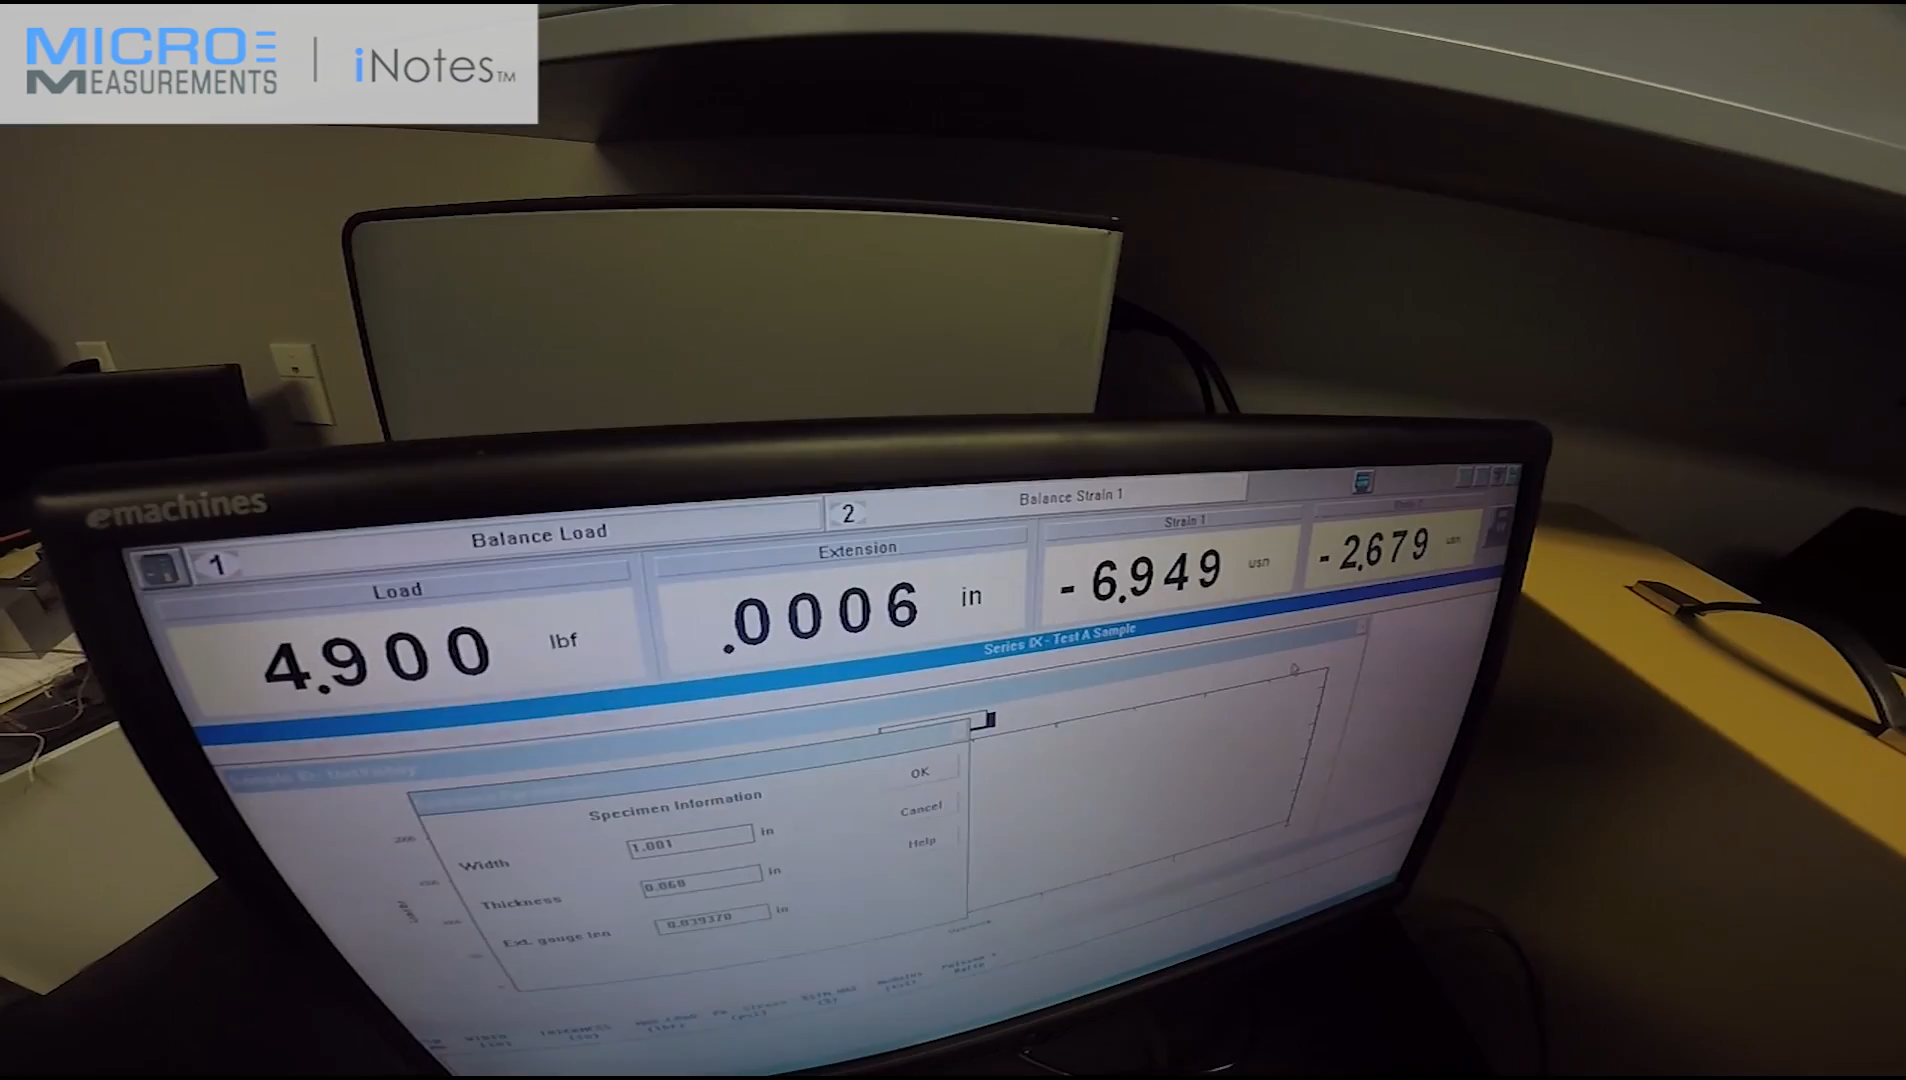 MICRO
MEASUREMENTS
iNotes™
emachines
1 Balance Load
2 Balance Strain 1
Load
4.900 lbf
Extension
.0006 in
Strain 1
-6.949 usn
-2.679 usn
Series IX - Test A Sample
Specimen Information
Width 1.001 in
Thickness 0.060 in
Ext. gauge len 0.039370 in
OK
Cancel
Help